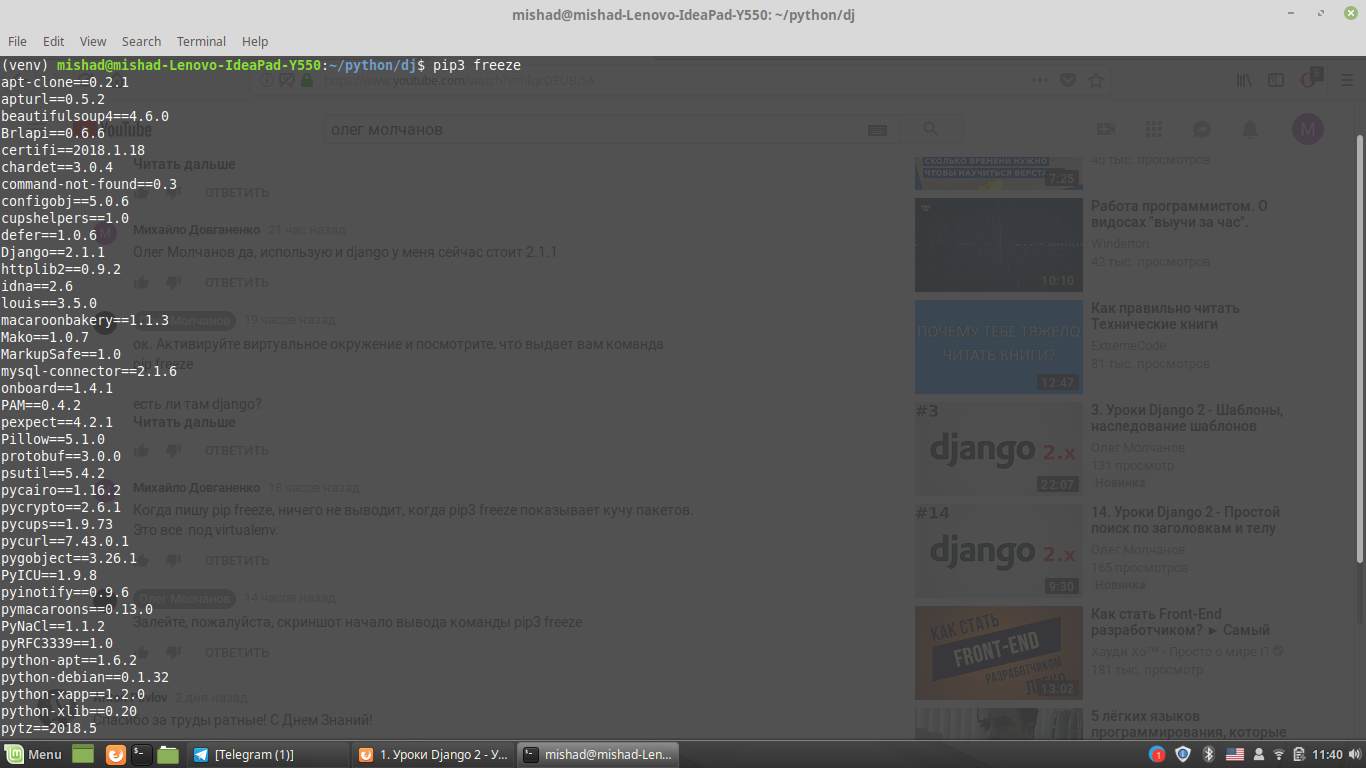 mishad@mishad-Lenovo-IdeaPad-Y550: ~/python/dj
File Edit View Search Terminal Help
(venv) mishad@mishad-Lenovo-IdeaPad-Y550:~/python/dj$ pip3 freeze
apt-clone==0.2.1
apturl==0.5.2
beautifulsoup4==4.6.0
Brlapi==0.6.6
certifi==2018.1.18
chardet==3.0.4
command-not-found==0.3
configobj==5.0.6
cupshelpers==1.0
defer==1.0.6
Django==2.1.1
httplib2==0.9.2
idna==2.6
louis==3.5.0
macaroonbakery==1.1.3
Mako==1.0.7
MarkupSafe==1.0
mysql-connector==2.1.6
onboard==1.4.1
PAM==0.4.2
pexpect==4.2.1
Pillow==5.1.0
protobuf==3.0.0
psutil==5.4.2
pycairo==1.16.2
pycrypto==2.6.1
pycups==1.9.73
pycurl==7.43.0.1
pygobject==3.26.1
PyICU==1.9.8
pyinotify==0.9.6
pymacaroons==0.13.0
PyNaCl==1.1.2
pyRFC3339==1.0
python-apt==1.6.2
python-debian==0.1.32
python-xapp==1.2.0
python-xlib==0.20
pytz==2018.5
олег молчанов
M
5
Читать дальше
ОТВЕТИТЬ
Михайло Довганенко 21 час назад
Олег Молчанов да, использую и django у меня сейчас стоит 2.1.1
ОТВЕТИТЬ
Молчанов 19 часов назад
ок. Активируйте виртуальное окружение и посмотрите, что выдает вам команда
pip freeze
есть ли там django?
Читать дальше
ОТВЕТИТЬ
Михайло Довганенко 18 часов назад
Когда пишу pip freeze, ничего не выводит, когда pip3 freeze показывает кучу пакетов.
Это все под virtualenv.
ОТВЕТИТЬ
Олег Молчанов 14 часов назад
Залейте, пожалуйста, скриншот начало вывода команды pip3 freeze
ОТВЕТИТЬ
2 дня назад
Спасибо за труды ратные! С Днем Знаний!
СКОЛЬКО ВРЕМЕНИ НУЖНО
ЧТОБЫ НАУЧИТЬСЯ ВЕРСТА
7:25
45 тыс. просмотров
10:10
Работа программистом. О
видосах "выучи за час".
Winderton
42 тыс. просмотров
ПОЧЕМУ ТЕБЕ ТЯЖЕЛО
ЧИТАТЬ КНИГИ?
12:47
Как правильно читать
Технические книги
ExtremeCode
81 тыс. просмотров
#3
django 2.x
22:07
3. Уроки Django 2 - Шаблоны,
наследование шаблонов
Олег Молчанов
131 просмотр
Новинка
#14
django 2.x
9:30
14. Уроки Django 2 - Простой
поиск по заголовкам и телу
Олег Молчанов
165 просмотров
Новинка
КАК СТАТЬ
FRONT-END
РАЗРАБОТЧИКОМ
ЛЕГКО
13:02
Как стать Front-End
разработчиком? ► Самый
Хауди Хо™ - Просто о мире IT
181 тыс. просмотр
5 лёгких языков
программирования, которые
Menu
[Telegram (1)]
1. Уроки Django 2 - У...
mishad@mishad-Len...
1
11:40